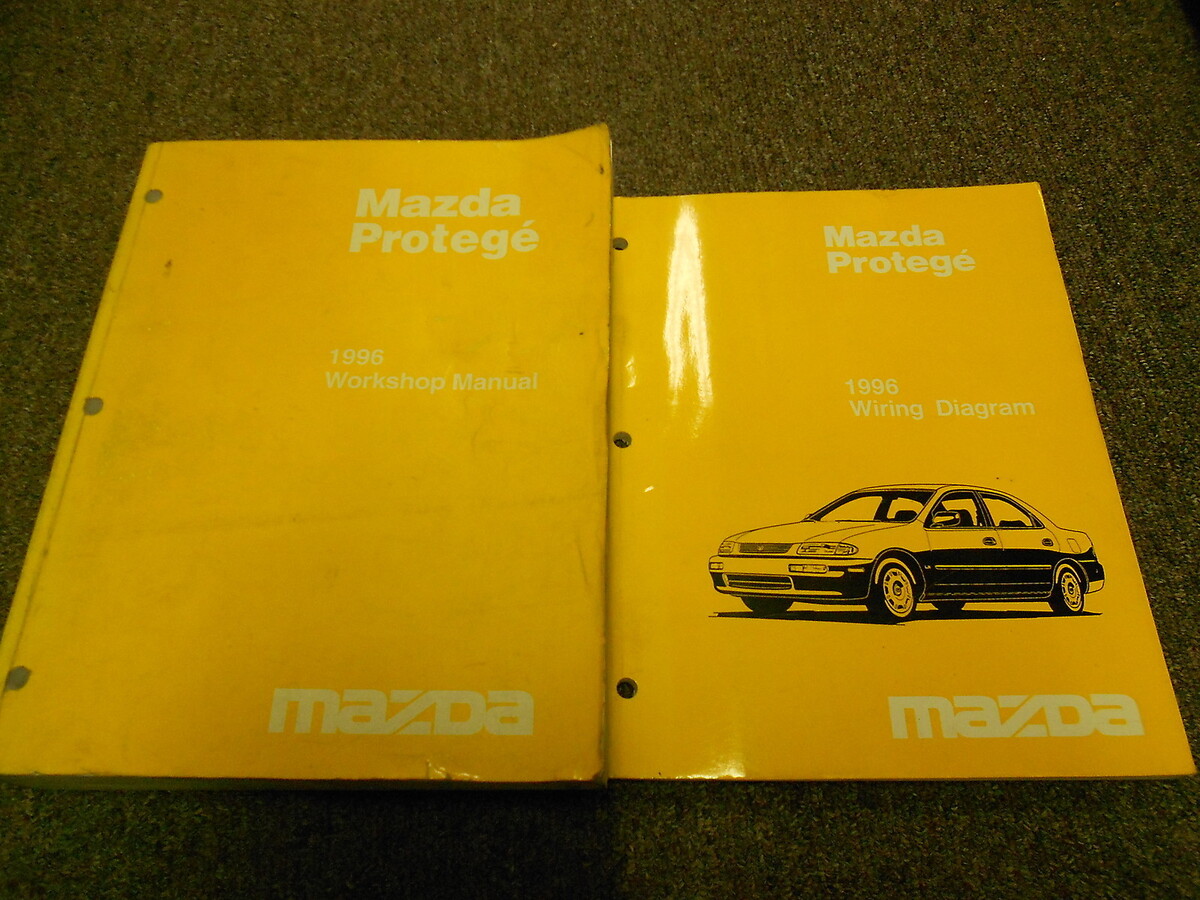 Mazda
Protegé
1996
Workshop Manual
mazda
Mazda
Protegé
1996
Wiring Diagram
mazda